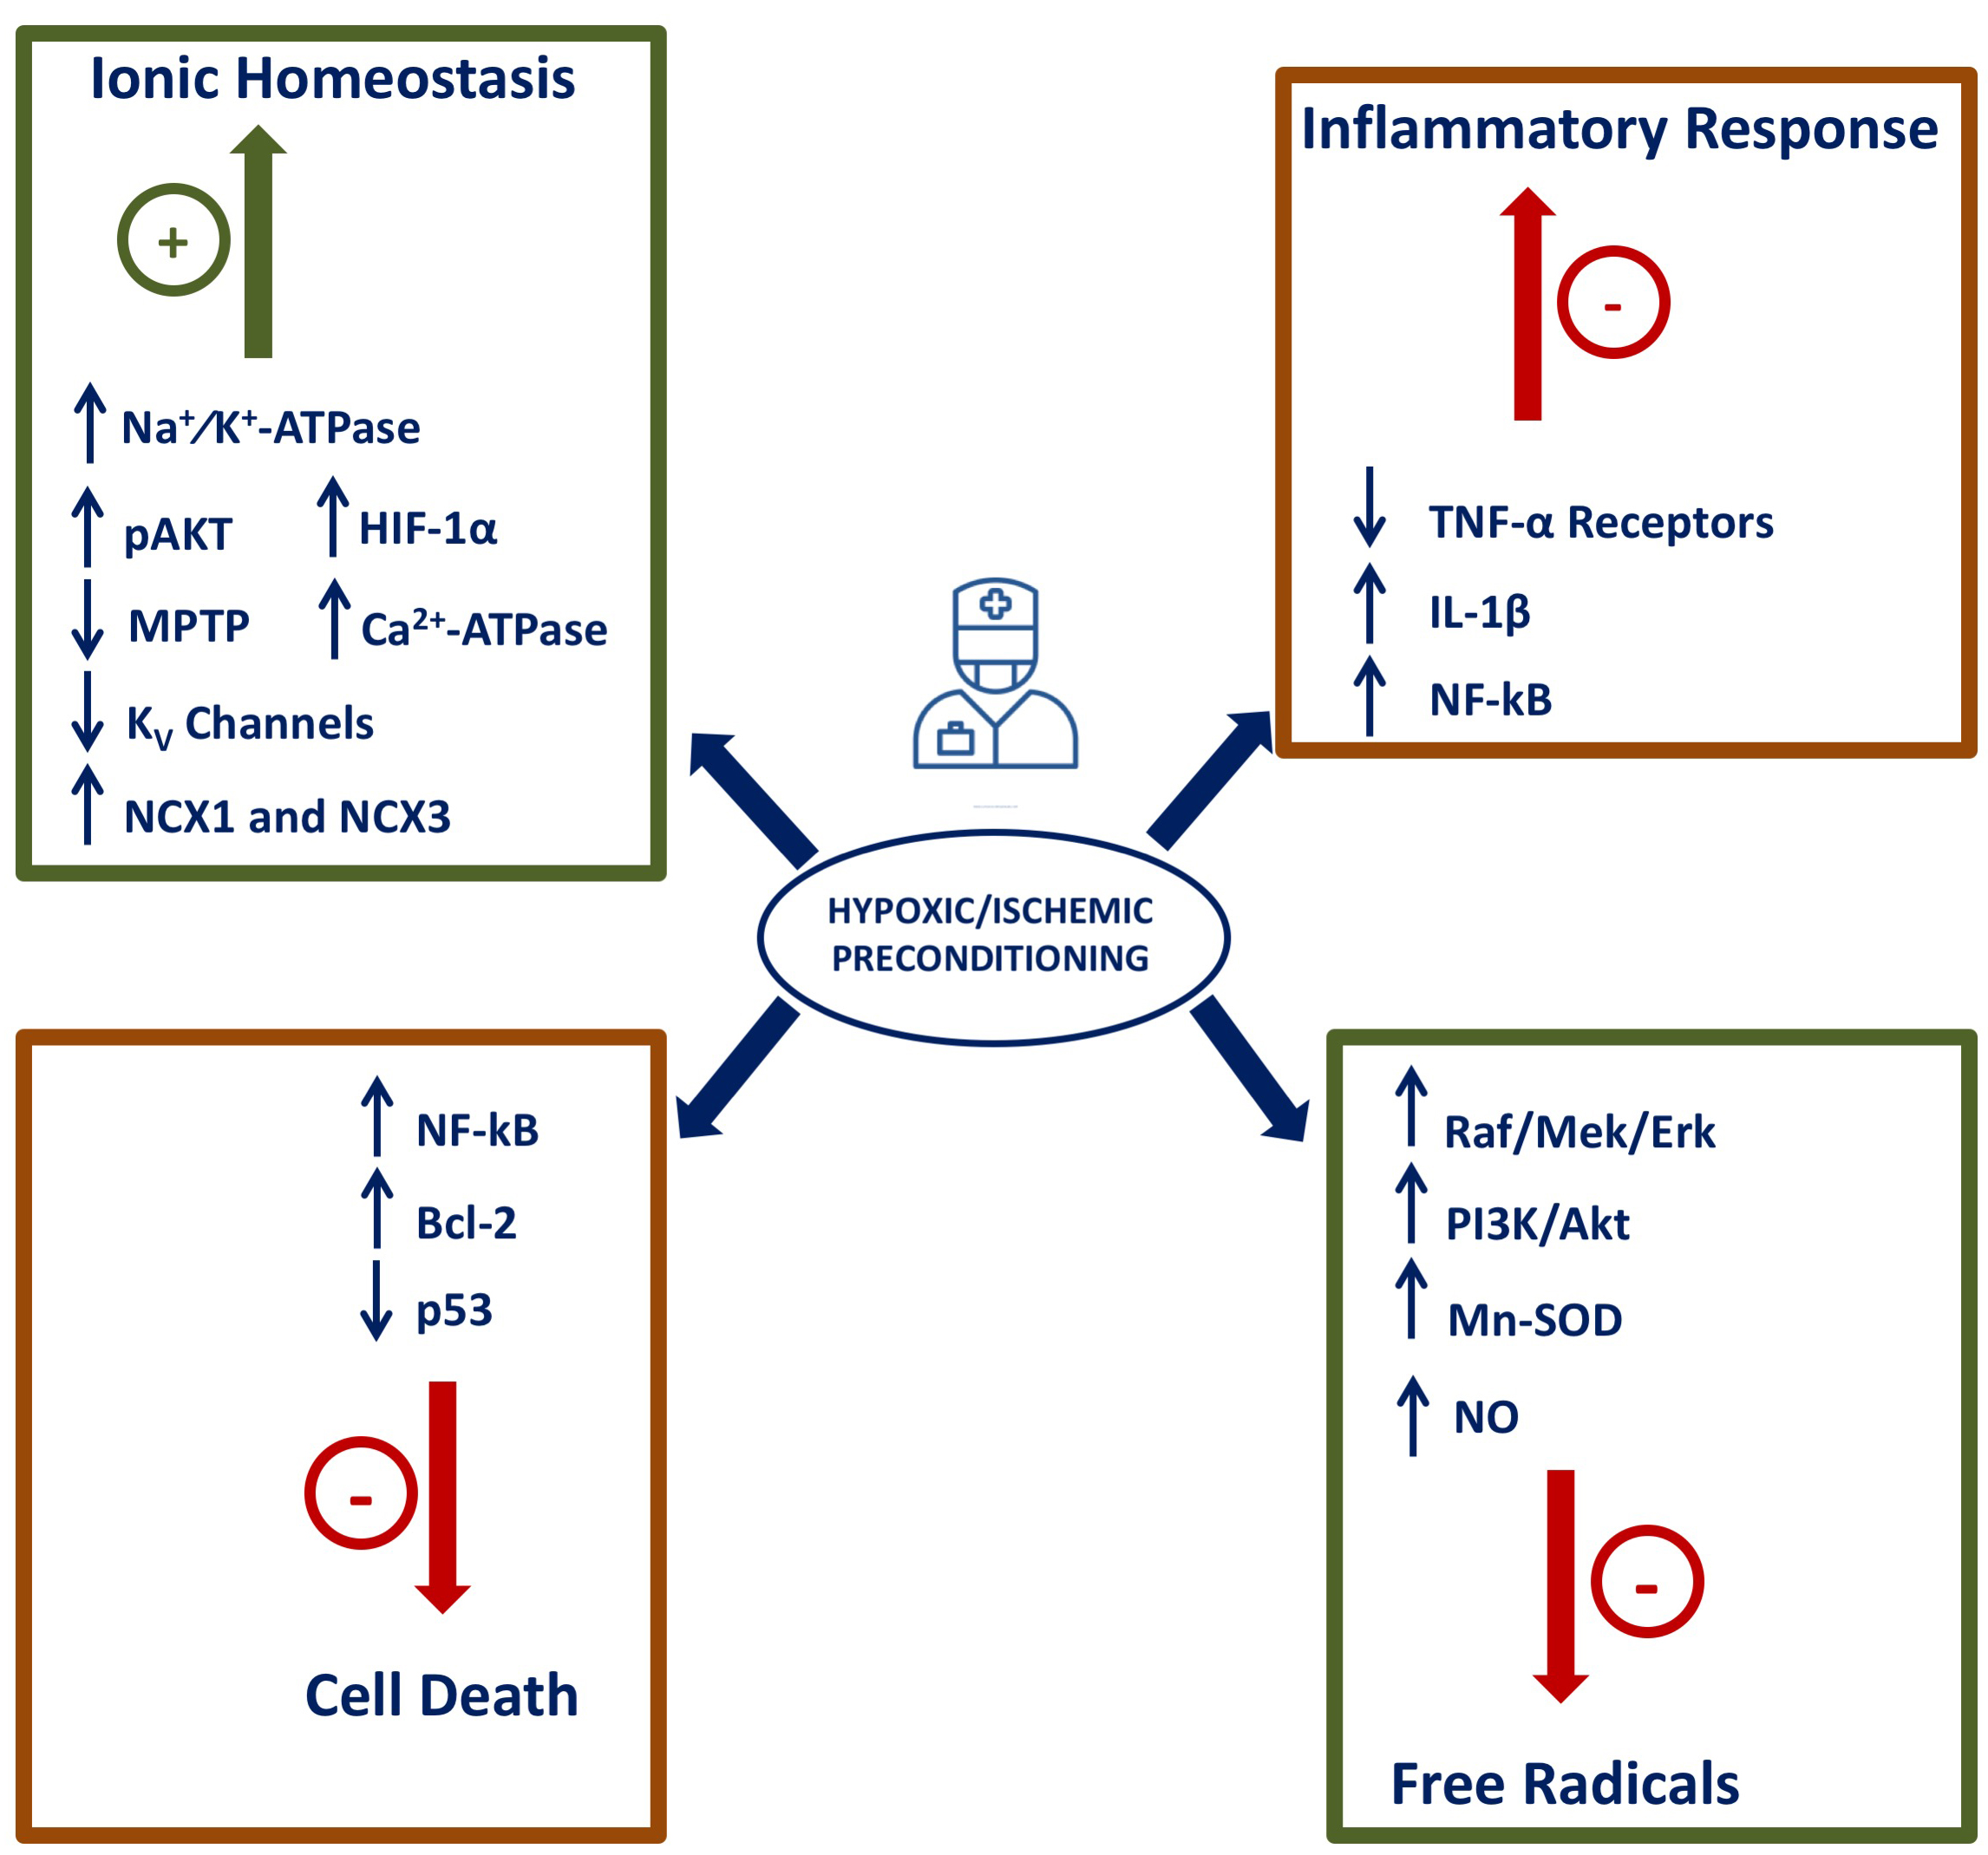 Ionic Homeostasis
+
Na⁺/K⁺-ATPase
pAKT
HIF-1α
MPTP
Ca²⁺-ATPase
Kᵥ Channels
NCX1 and NCX3
Inflammatory Response
-
TNF-α Receptors
IL-1β
NF-kB
HYPOXIC/ISCHEMIC
PRECONDITIONING
NF-kB
Bcl-2
p53
-
Cell Death
Raf/Mek/Erk
PI3K/Akt
Mn-SOD
NO
-
Free Radicals